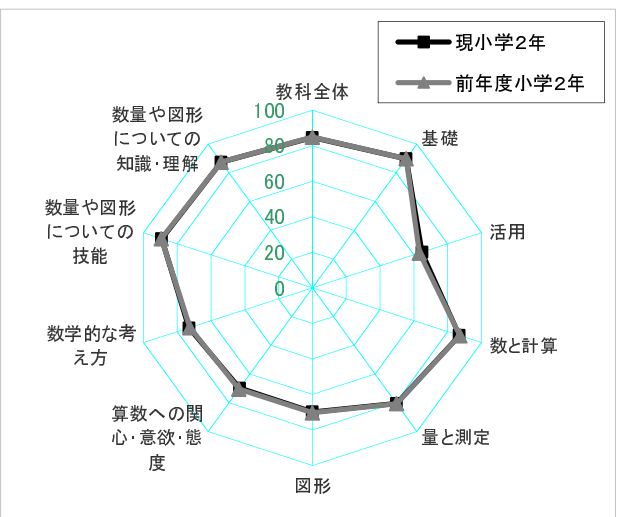 現小学2年
前年度小学2年
教科全体
100
80
60
40
20
0
基礎
活用
数と計算
量と測定
図形
算数への関
心・意欲・態
度
数学的な考
え方
数量や図形
についての
技能
数量や図形
についての
知識・理解